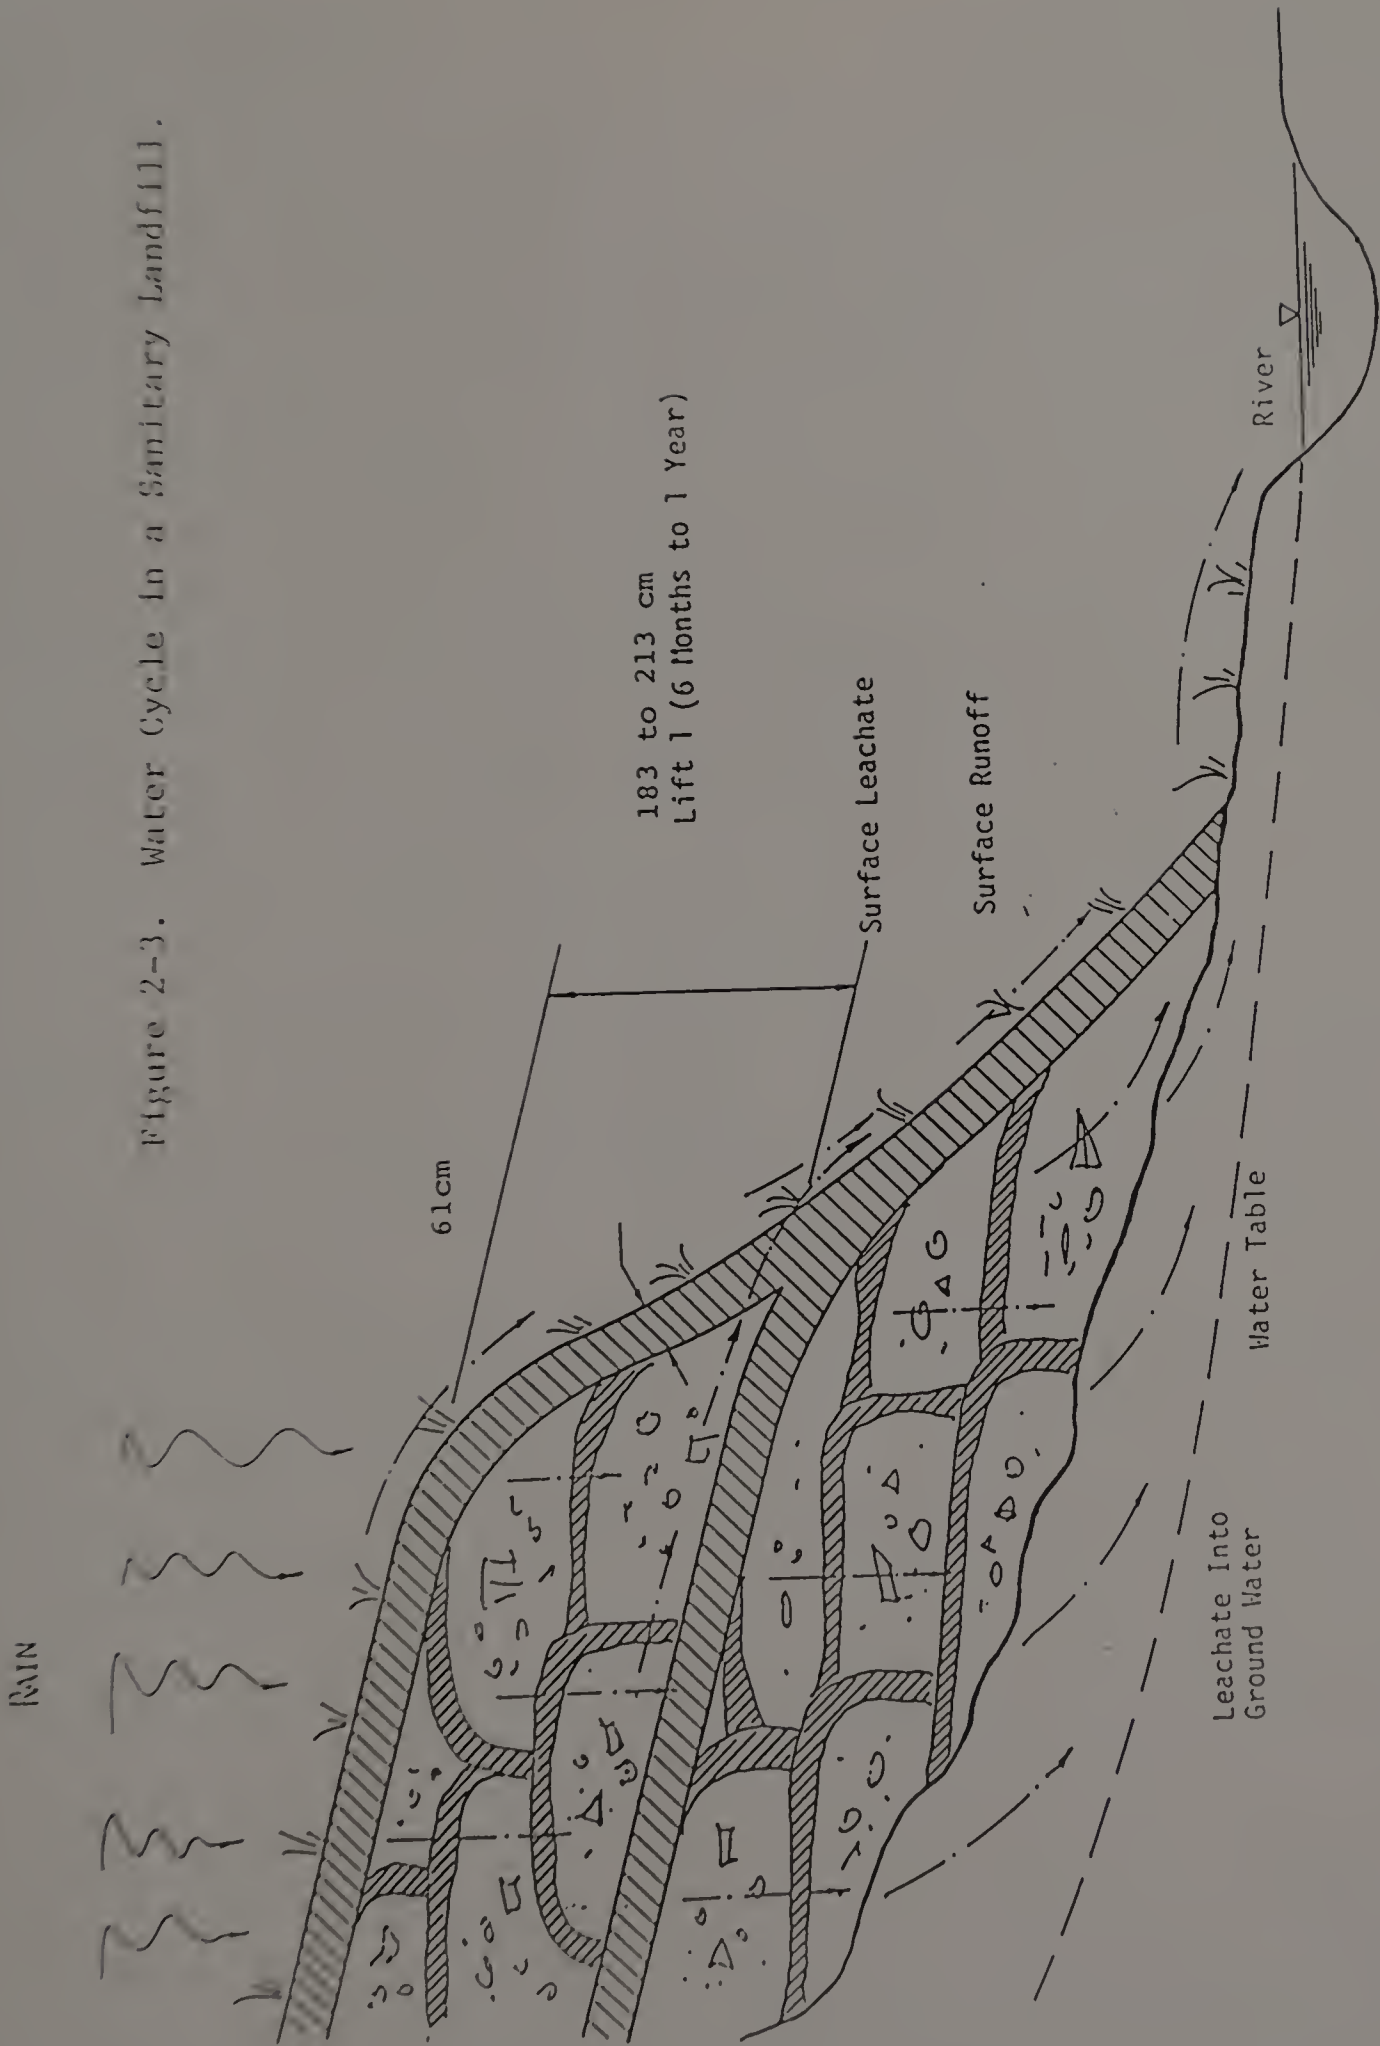 RAIN
Figure 2-3. Water Cycle in a Sanitary Landfill.
61cm
183 to 213 cm
Lift 1 (6 Months to 1 Year)
Surface Leachate
Surface Runoff
River
Water Table
Leachate Into
Ground Water